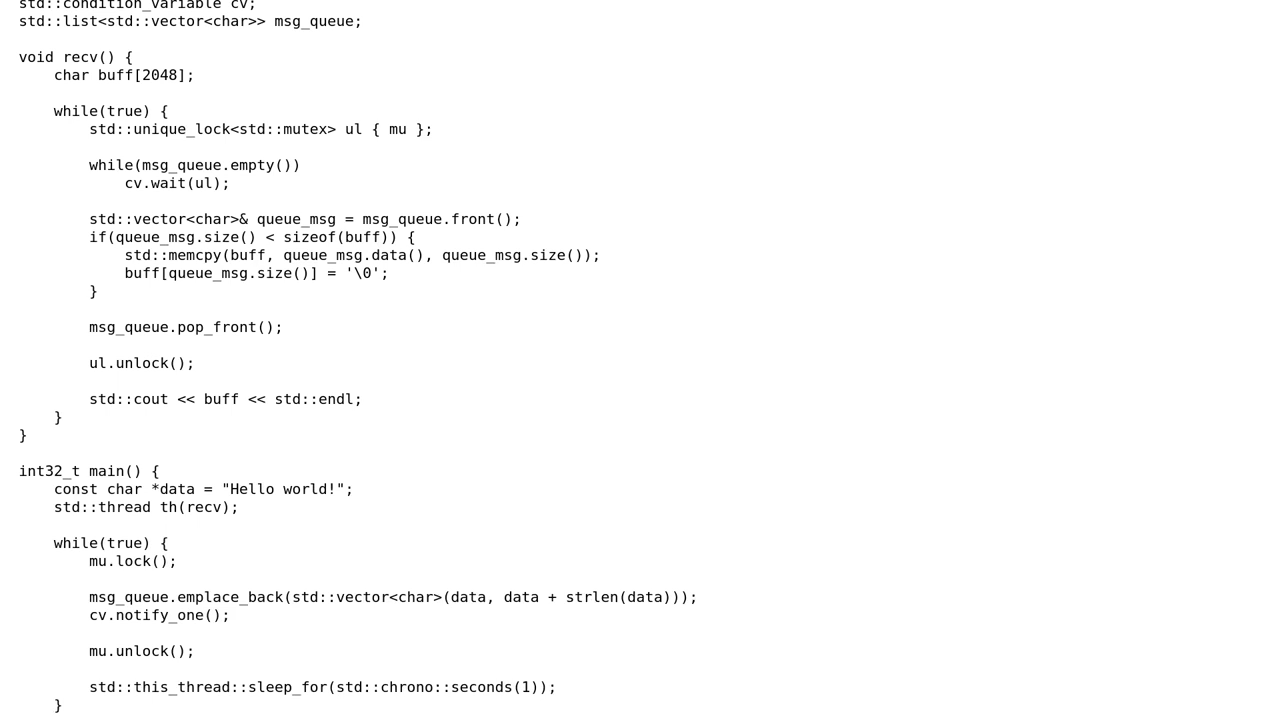 std::condition_variable cv;
std::list<std::vector<char>> msg_queue;

void recv() {
    char buff[2048];

    while(true) {
        std::unique_lock<std::mutex> ul { mu };

        while(msg_queue.empty())
            cv.wait(ul);

        std::vector<char>& queue_msg = msg_queue.front();
        if(queue_msg.size() < sizeof(buff)) {
            std::memcpy(buff, queue_msg.data(), queue_msg.size());
            buff[queue_msg.size()] = '\0';
        }

        msg_queue.pop_front();

        ul.unlock();

        std::cout << buff << std::endl;
    }
}

int32_t main() {
    const char *data = "Hello world!";
    std::thread th(recv);

    while(true) {
        mu.lock();

        msg_queue.emplace_back(std::vector<char>(data, data + strlen(data)));
        cv.notify_one();

        mu.unlock();

        std::this_thread::sleep_for(std::chrono::seconds(1));
    }